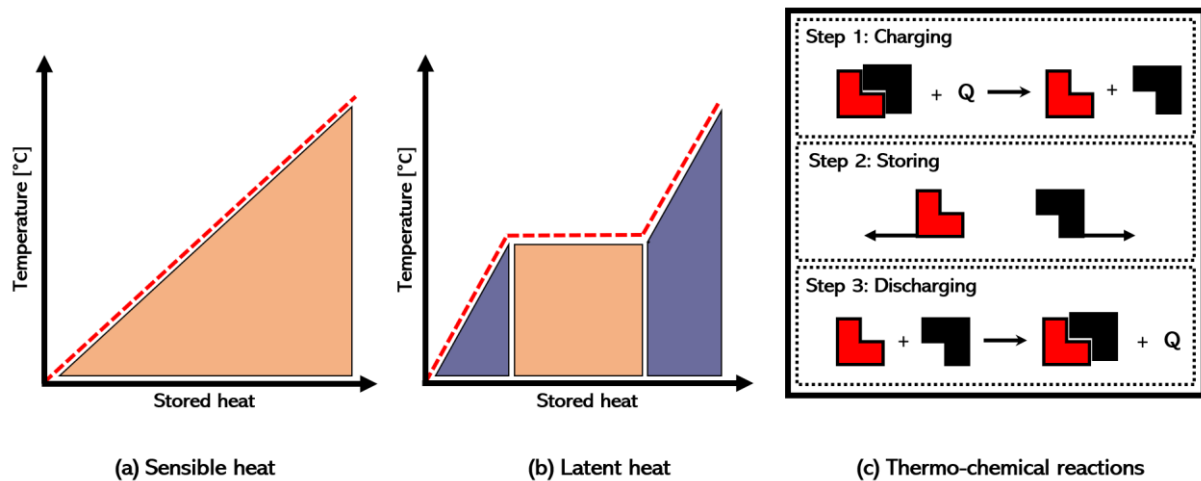 Temperature [°C]
Stored heat
(a) Sensible heat
Temperature [°C]
Stored heat
(b) Latent heat
Step 1: Charging
+ Q +
Step 2: Storing
Step 3: Discharging
+ + Q
(c) Thermo-chemical reactions